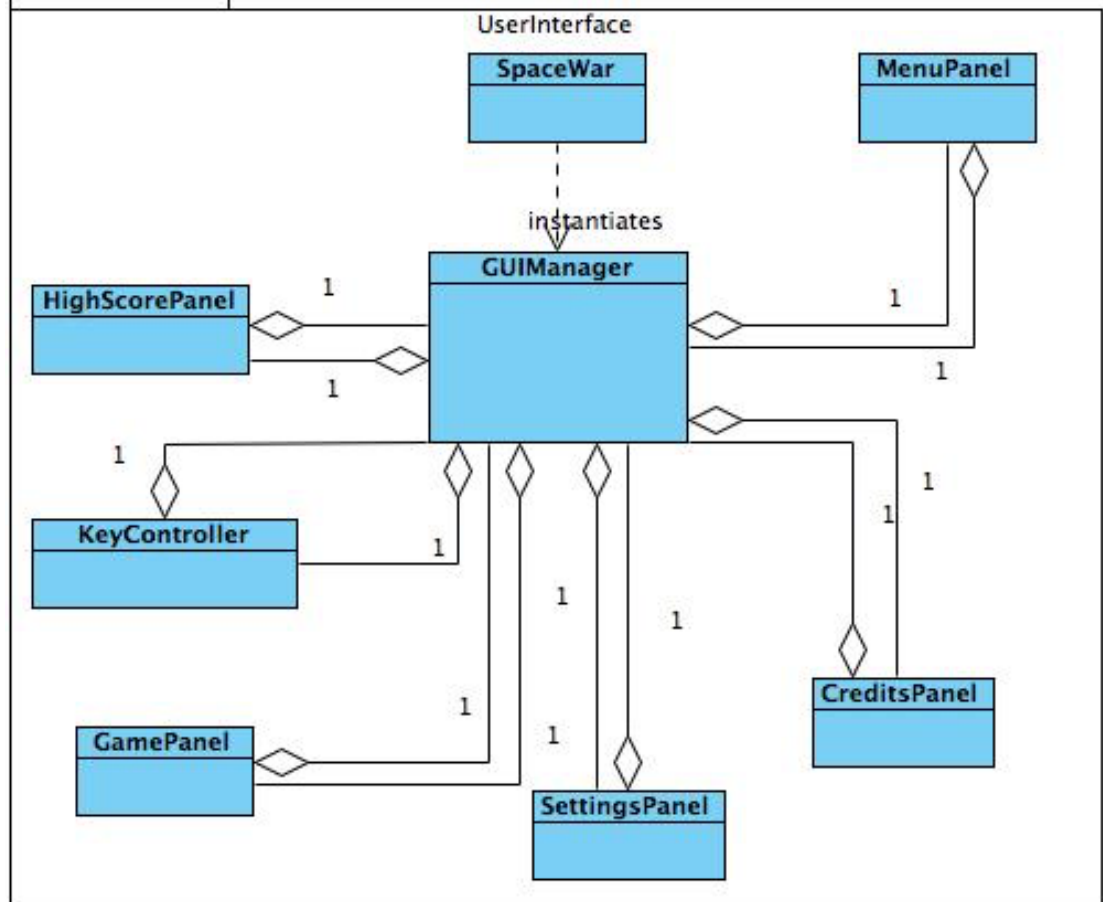 UserInterface
SpaceWar
MenuPanel
instantiates
GUIManager
HighScorePanel
1
1
1
1
1
KeyController
1
1
1
1
1
1
CreditsPanel
1
GamePanel
1
SettingsPanel